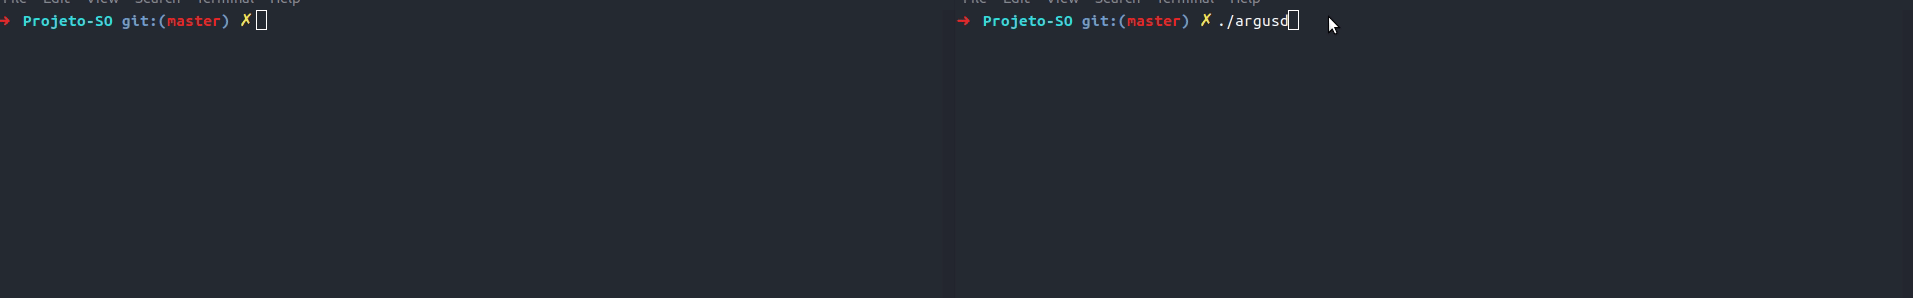 File Edit View Search Terminal Help
➜ Projeto-SO git:(master) ✗
File Edit View Search Terminal Help
➜ Projeto-SO git:(master) ✗ ./argusd